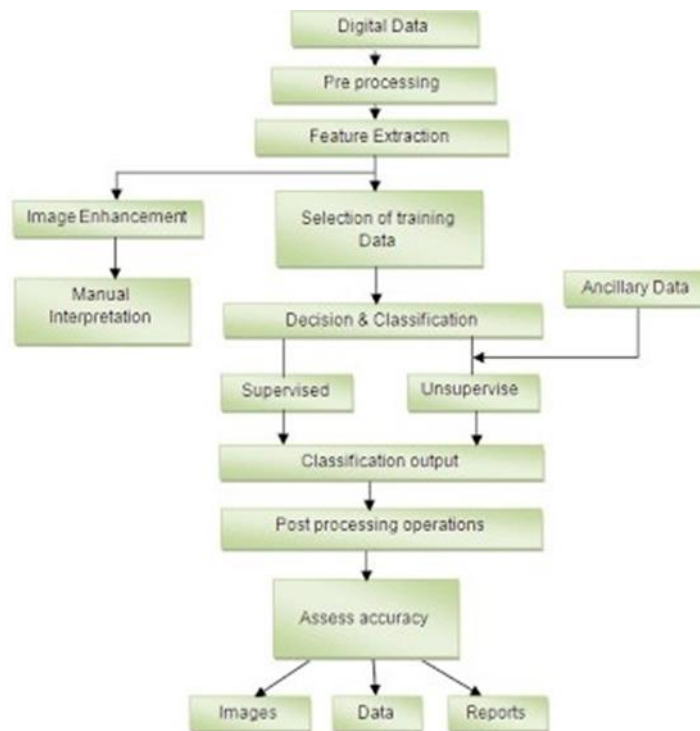 Digital Data
Pre processing
Feature Extraction
Image Enhancement
Selection of training
Data
Manual
Interpretation
Ancillary Data
Decision & Classification
Supervised
Unsupervise
Classification output
Post processing operations
Assess accuracy
Images
Data
Reports